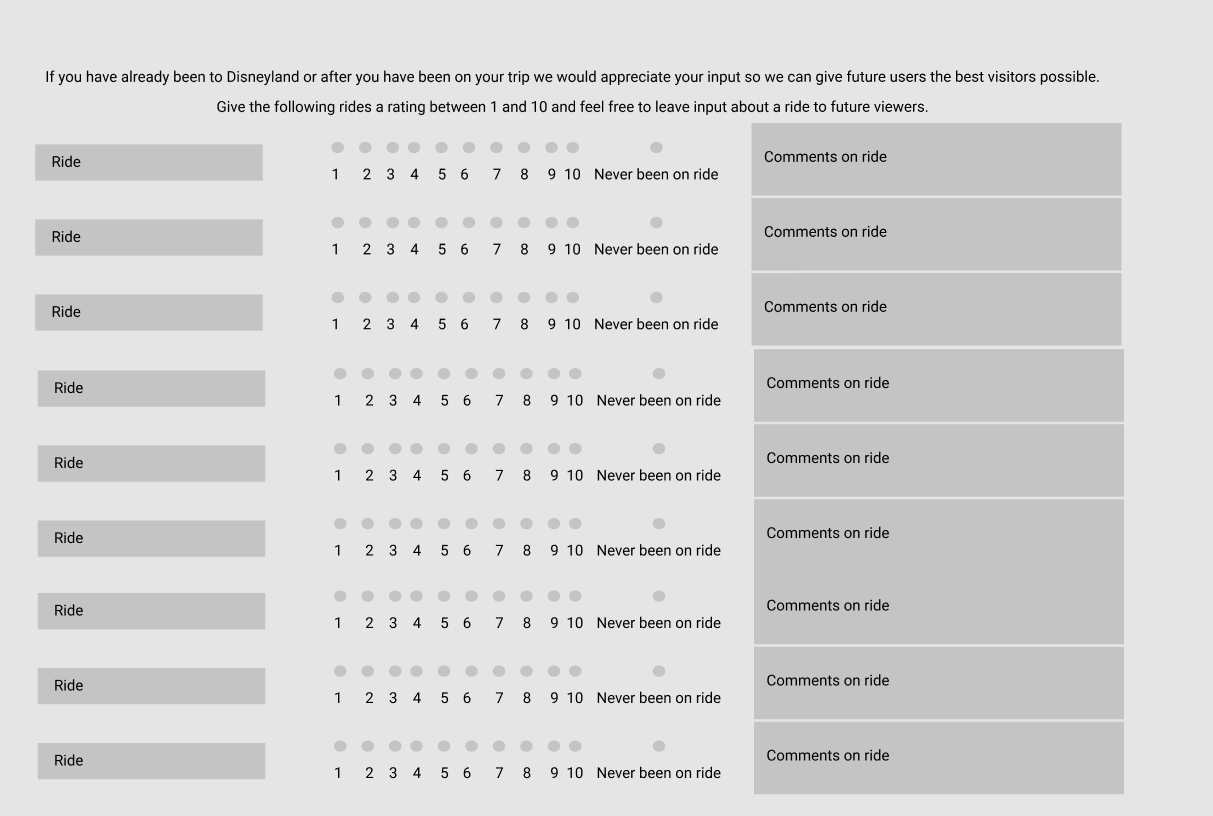 If you have already been to Disneyland or after you have been on your trip we would appreciate your input so we can give future users the best visitors possible.
Give the following rides a rating between 1 and 10 and feel free to leave input about a ride to future viewers.
Ride
1 2 3 4 5 6 7 8 9 10 Never been on ride
Comments on ride
Ride
1 2 3 4 5 6 7 8 9 10 Never been on ride
Comments on ride
Ride
1 2 3 4 5 6 7 8 9 10 Never been on ride
Comments on ride
Ride
1 2 3 4 5 6 7 8 9 10 Never been on ride
Comments on ride
Ride
1 2 3 4 5 6 7 8 9 10 Never been on ride
Comments on ride
Ride
1 2 3 4 5 6 7 8 9 10 Never been on ride
Comments on ride
Ride
1 2 3 4 5 6 7 8 9 10 Never been on ride
Comments on ride
Ride
1 2 3 4 5 6 7 8 9 10 Never been on ride
Comments on ride
Ride
1 2 3 4 5 6 7 8 9 10 Never been on ride
Comments on ride